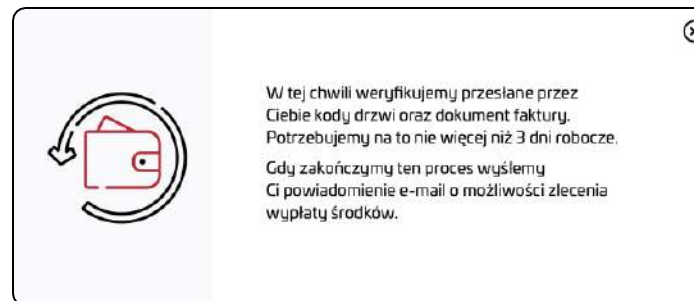 W tej chwili weryfikujemy przesłane przez
Ciebie kody drzwi oraz dokument faktury.
Potrzebujemy na to nie więcej niż 3 dni robocze.
Gdy zakończymy ten proces wyślemy
Ci powiadomienie e-mail o możliwości zlecenia
wypłaty środków.